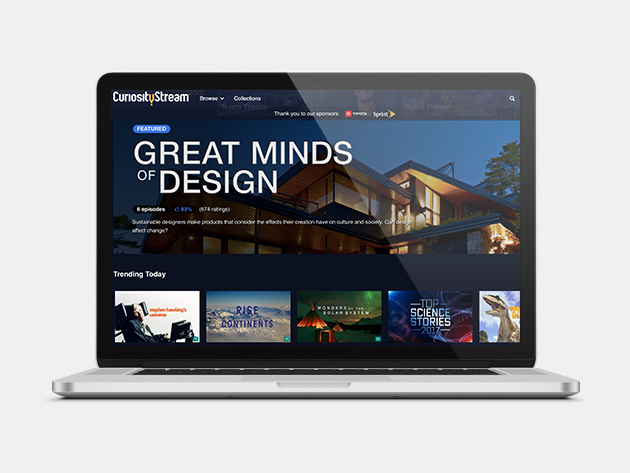 CURIOSITYSTREAM Browse Collections
Thank you to our sponsors TOYOTA Sprint
FEATURED
GREAT MINDS
OF DESIGN
6 episodes 83% (674 ratings)
Sustainable designers make products that consider the effects their creation have on culture and society. Can design
affect change?
Trending Today
stephen hawking's
universe
RISE
OF THE
CONTINENTS
WONDERS OF THE
SOLAR SYSTEM
TOP
SCIENCE
STORIES
2017